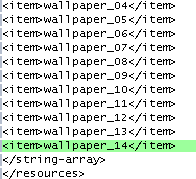 <item>wallpaper_04</item>
<item>wallpaper_05</item>
<item>wallpaper_06</item>
<item>wallpaper_07</item>
<item>wallpaper_08</item>
<item>wallpaper_09</item>
<item>wallpaper_10</item>
<item>wallpaper_11</item>
<item>wallpaper_12</item>
<item>wallpaper_13</item>
<item>wallpaper_14</item>
</string-array>
</resources>